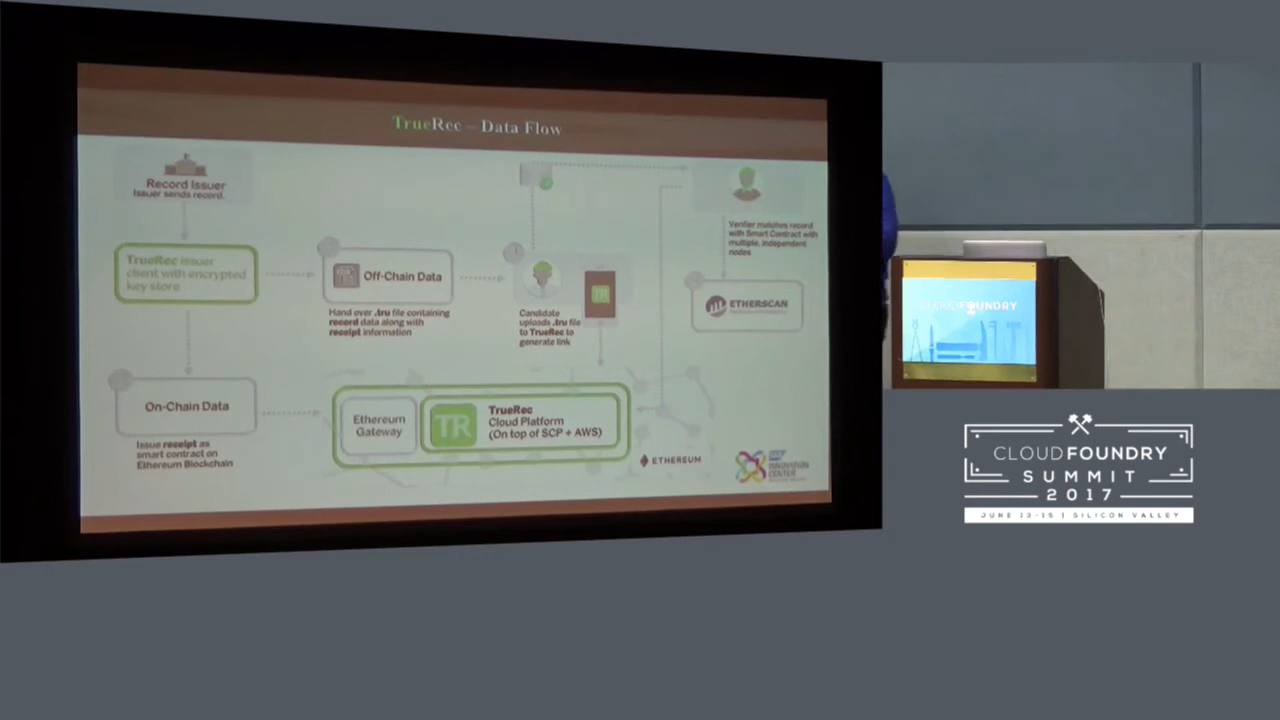 TrueRec – Data Flow
Record Issuer
Issuer sends record.
TrueRec issuer
client with encrypted
key store
Off-Chain Data
Hand over .tru file containing
record data along with
receipt information
Candidate
uploads .tru file
to TrueRec to
generate link
TR
Verifier matches record
with Smart Contract with
multiple, independent
nodes
ETHERSCAN
On-Chain Data
Issue receipt as
smart contract on
Ethereum Blockchain
Ethereum
Gateway
TR
TrueRec
Cloud Platform
(On top of SCP + AWS)
ETHEREUM
SAP
INNOVATION
CENTER
CLOUD FOUNDRY
CLOUD FOUNDRY
SUMMIT
2017
JUNE 13-15 | SILICON VALLEY